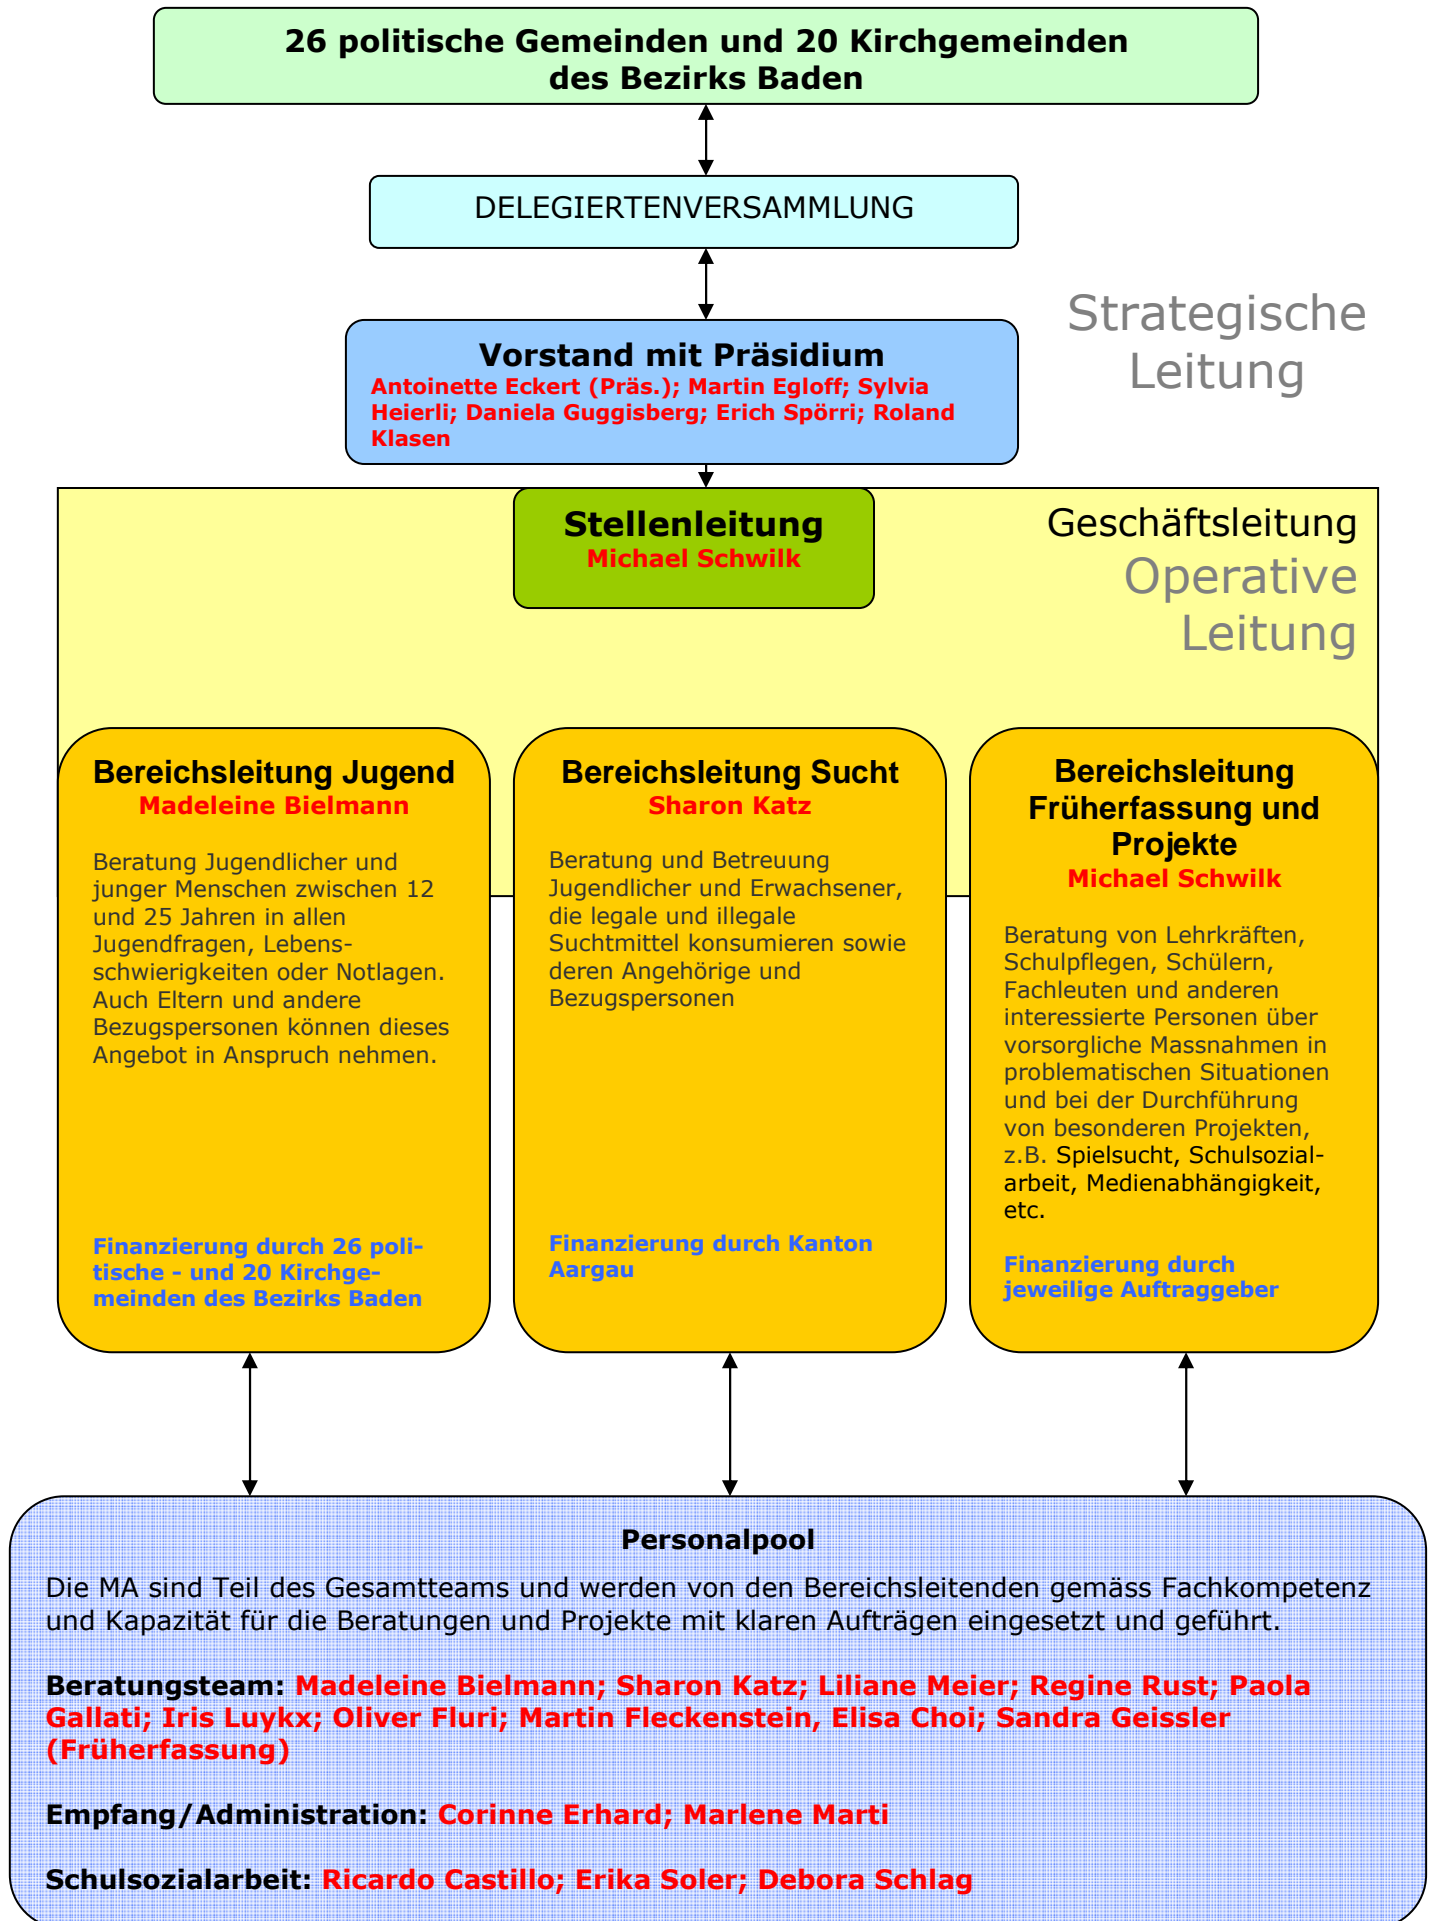 26 politische Gemeinden und 20 Kirchgemeinden
des Bezirks Baden
DELEGIERTENVERSAMMLUNG
Strategische
Leitung
Vorstand mit Präsidium
Antoinette Eckert (Präs.); Martin Egloff; Sylvia
Heierli; Daniela Guggisberg; Erich Spörri; Roland
Klasen
Stellenleitung
Michael Schwilk
Geschäftsleitung
Operative
Leitung
Bereichsleitung Jugend
Madeleine Bielmann
Beratung Jugendlicher und
junger Menschen zwischen 12
und 25 Jahren in allen
Jugendfragen, Lebens-
schwierigkeiten oder Notlagen.
Auch Eltern und andere
Bezugspersonen können dieses
Angebot in Anspruch nehmen.
Finanzierung durch 26 poli-
tische - und 20 Kirchge-
meinden des Bezirks Baden
Bereichsleitung Sucht
Sharon Katz
Beratung und Betreuung
Jugendlicher und Erwachsener,
die legale und illegale
Suchtmittel konsumieren sowie
deren Angehörige und
Bezugspersonen
Finanzierung durch Kanton
Aargau
Bereichsleitung
Früherfassung und
Projekte
Michael Schwilk
Beratung von Lehrkräften,
Schulpflegen, Schülern,
Fachleuten und anderen
interessierte Personen über
vorsorgliche Massnahmen in
problematischen Situationen
und bei der Durchführung
von besonderen Projekten,
z.B. Spielsucht, Schulsozial-
arbeit, Medienabhängigkeit,
etc.
Finanzierung durch
jeweilige Auftraggeber
Personalpool
Die MA sind Teil des Gesamtteams und werden von den Bereichsleitenden gemäss Fachkompetenz
und Kapazität für die Beratungen und Projekte mit klaren Aufträgen eingesetzt und geführt.
Beratungsteam: Madeleine Bielmann; Sharon Katz; Liliane Meier; Regine Rust; Paola
Gallati; Iris Luykx; Oliver Fluri; Martin Fleckenstein, Elisa Choi; Sandra Geissler
(Früherfassung)
Empfang/Administration: Corinne Erhard; Marlene Marti
Schulsozialarbeit: Ricardo Castillo; Erika Soler; Debora Schlag